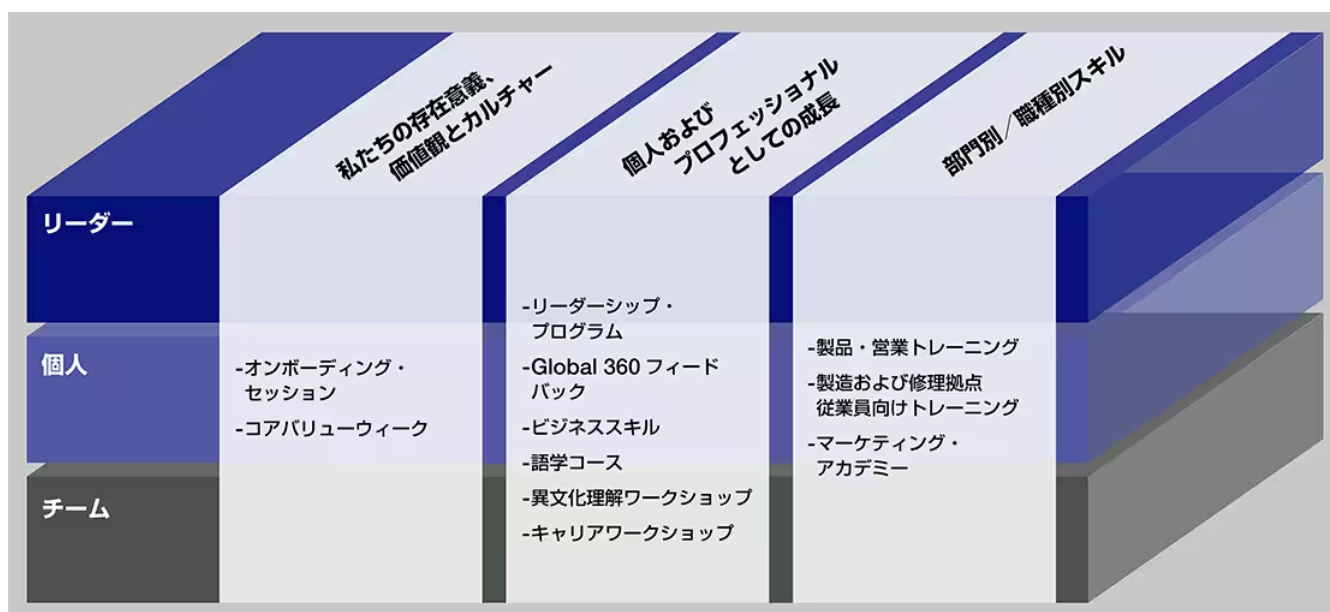 私たちの存在意義、
価値観とカルチャー
個人および
プロフェッショナル
としての成長
部門別／職種別スキル
リーダー
個人
チーム
-オンボーディング・
セッション
-コアバリューウィーク
-リーダーシップ・
プログラム
-Global 360 フィード
バック
-ビジネススキル
-語学コース
-異文化理解ワークショップ
-キャリアワークショップ
-製品・営業トレーニング
-製造および修理拠点
従業員向けトレーニング
-マーケティング・
アカデミー